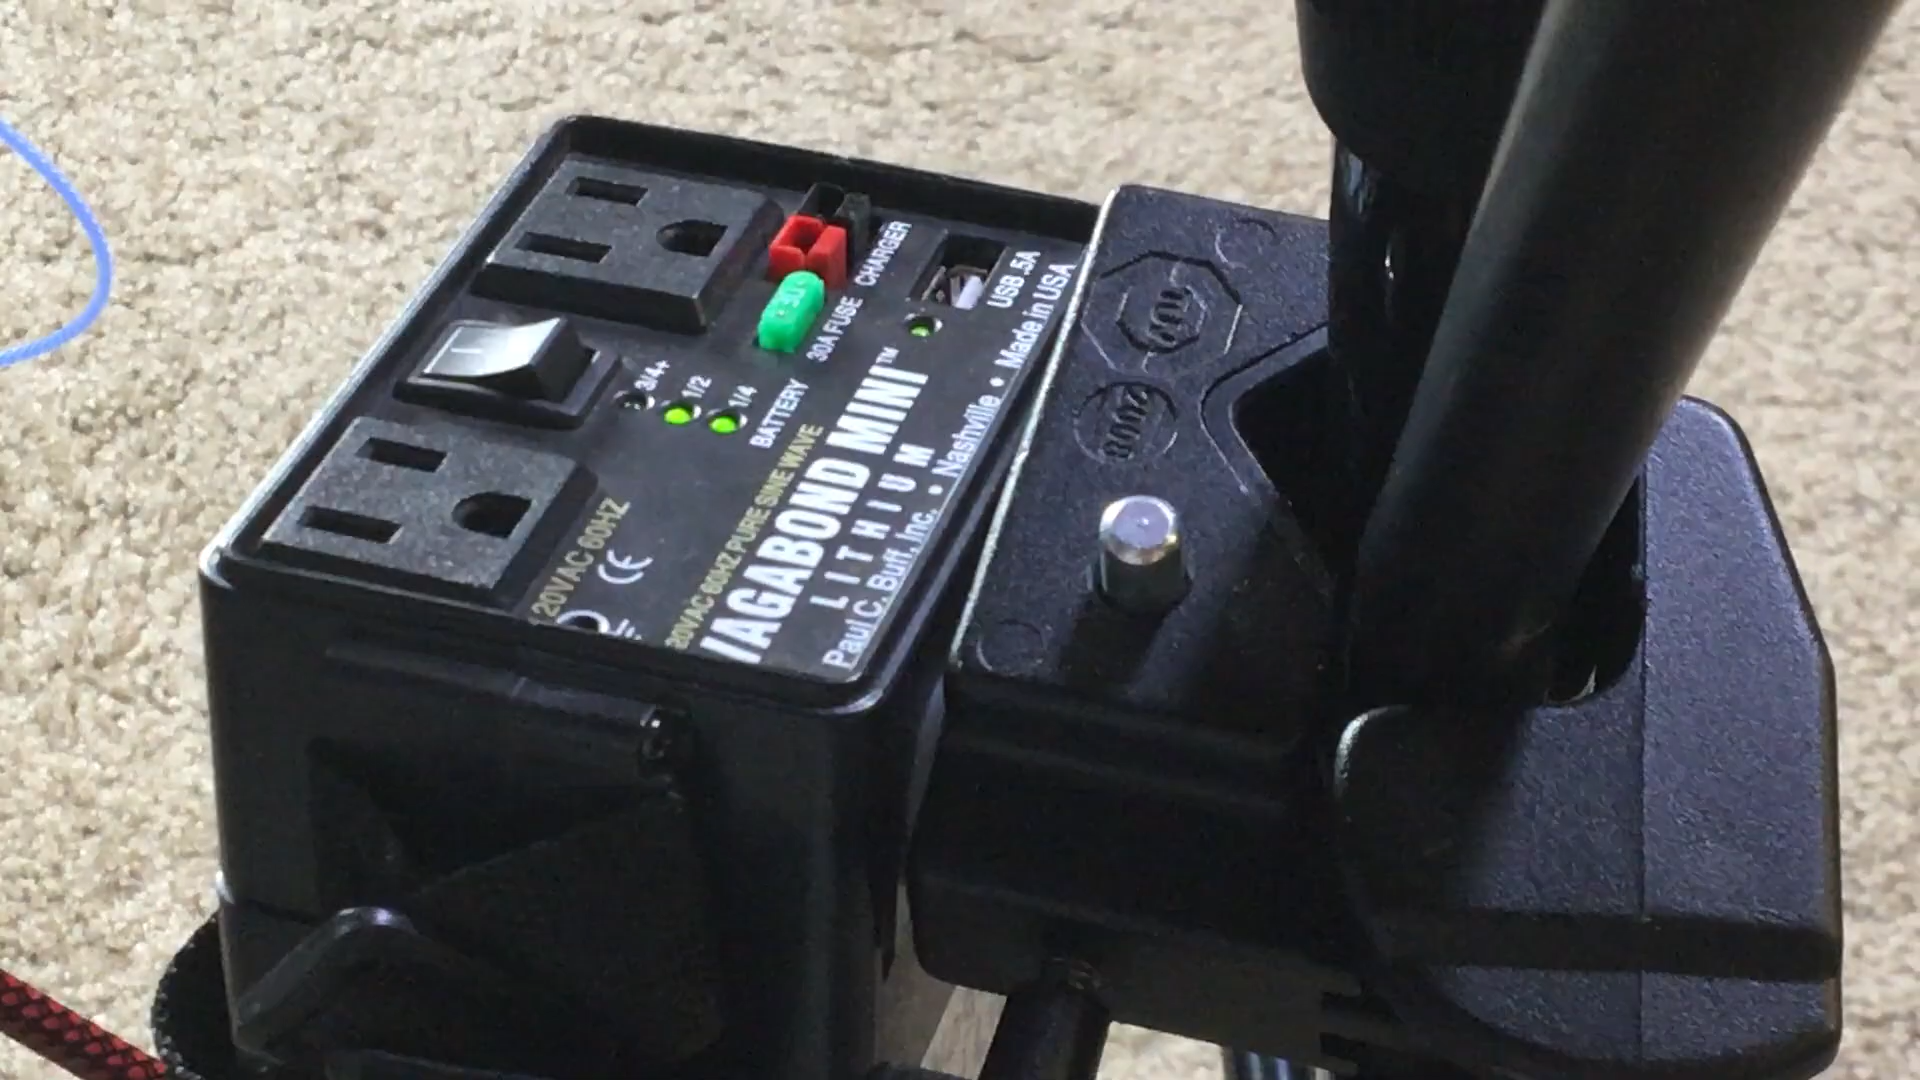 CHARGER
USB .5A
30A FUSE
3/4+
1/2
1/4
BATTERY
20VAC 60HZ
CE
20VAC 60HZ PURE SINE WAVE
VAGABOND MINI™
LITHIUM
Paul C. Buff, Inc. • Nashville • Made in USA
2008